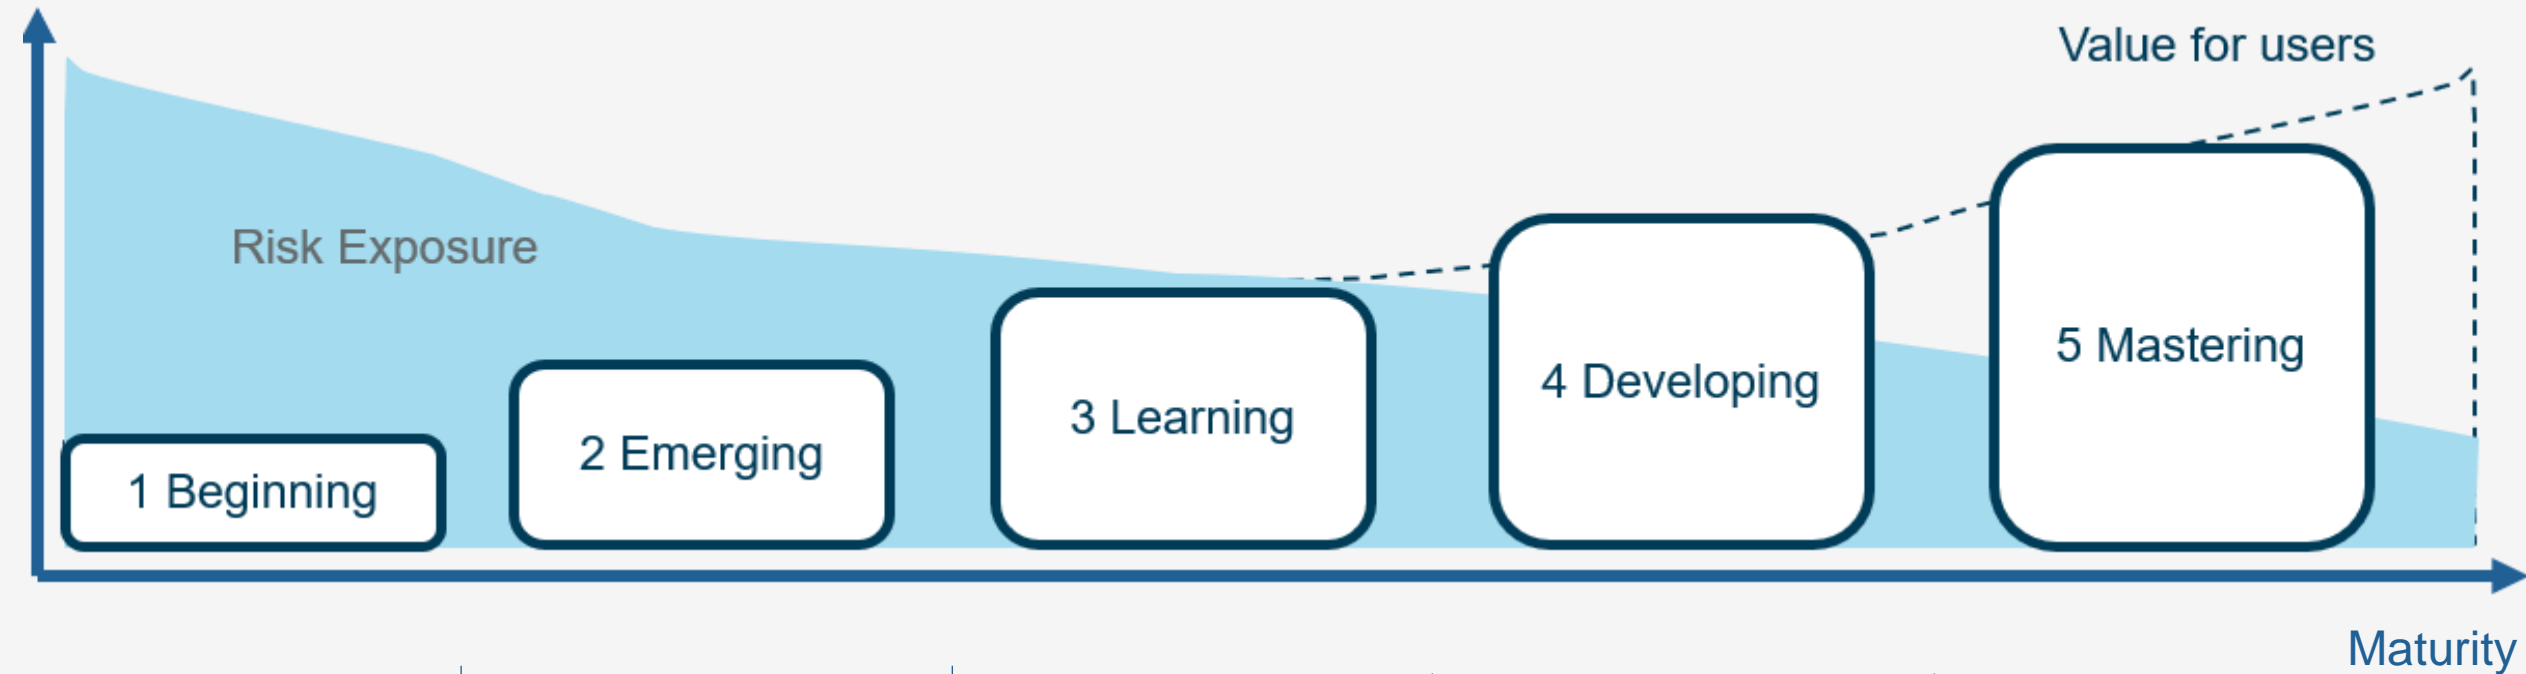 Value for users
Risk Exposure
1 Beginning
2 Emerging
3 Learning
4 Developing
5 Mastering
Maturity